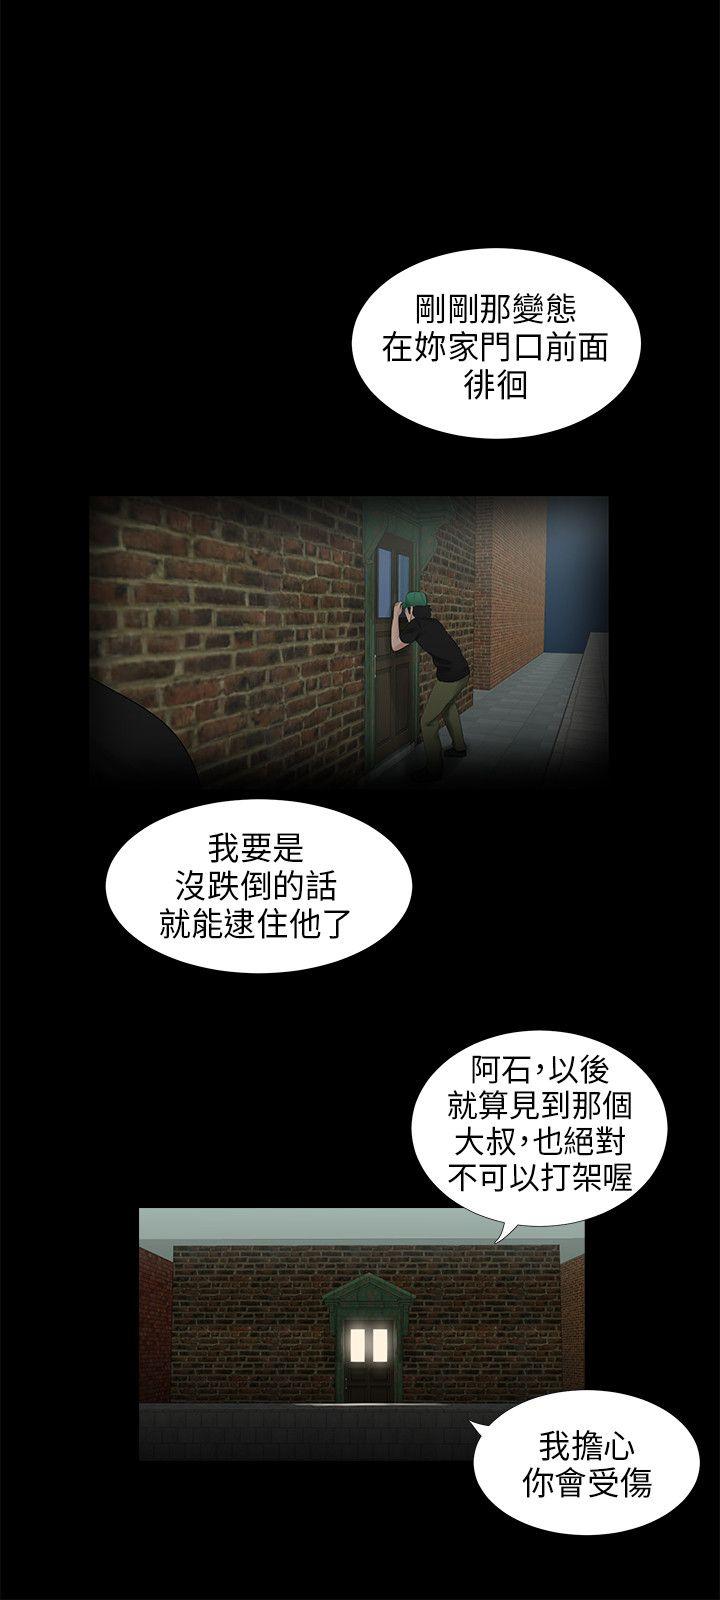 剛剛那變態
在妳家門口前面
徘徊
我要是
沒跌倒的話
就能逮住他了
阿石，以後
就算見到那個
大叔，也絕對
不可以打架喔
我擔心
你會受傷